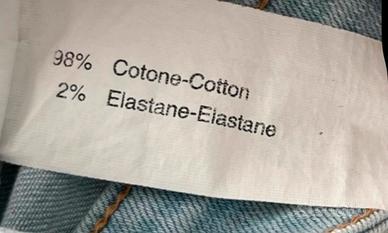 98% Cotone-Cotton
2% Elastane-Elastane